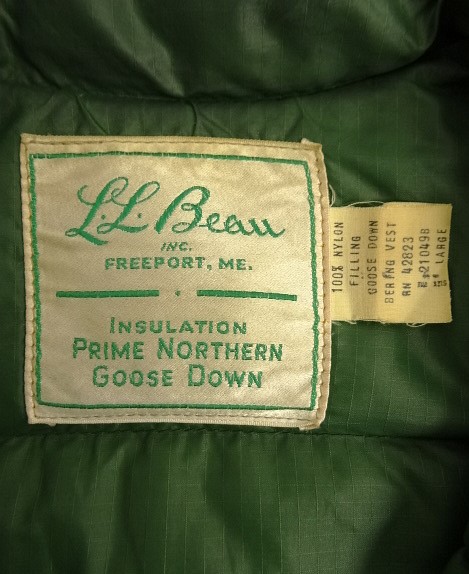 L.L. Bean
INC.
FREEPORT, ME.
INSULATION
PRIME NORTHERN
GOOSE DOWN
100% NYLON
FILLING
GOOSE DOWN
BERING VEST
RN 42823
21049B
LARGE